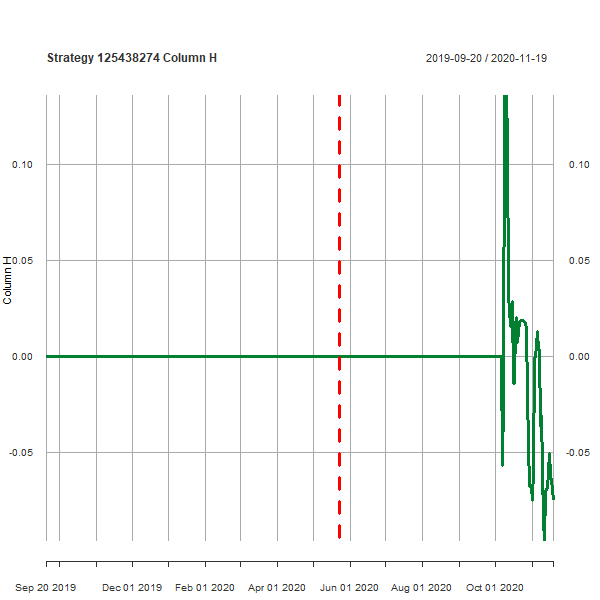 Strategy 125438274 Column H
2019-09-20 / 2020-11-19
0.10
0.10
0.05
0.05
Column H
0.00
0.00
-0.05
-0.05
Sep 20 2019
Dec 01 2019
Feb 01 2020
Apr 01 2020
Jun 01 2020
Aug 01 2020
Oct 01 2020